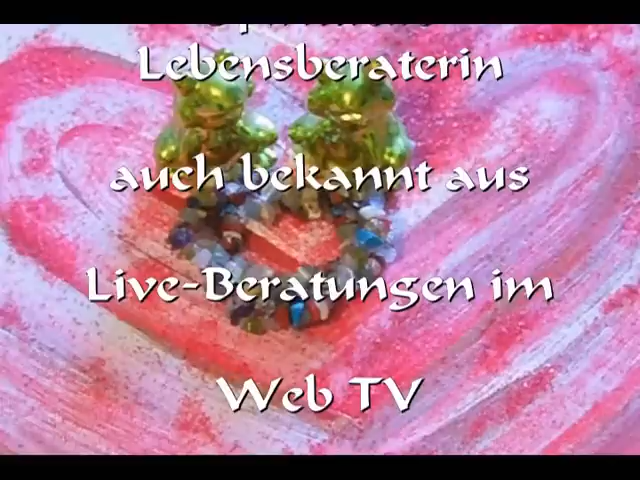 Lebensberaterin
auch bekannt aus
Live-Beratungen im
Web TV